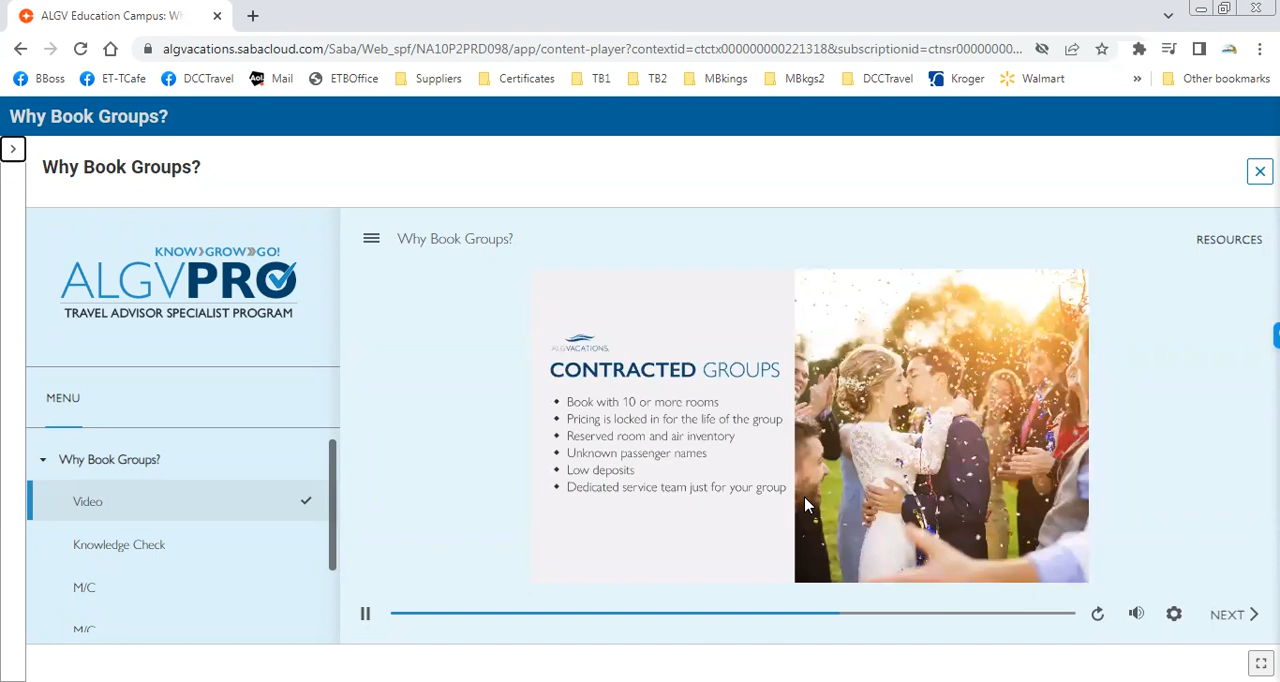 ALGV Education Campus: Wh
algvacations.sabacloud.com/Saba/Web_spf/NA10P2PRD098/app/content-player?contextid=ctctx000000000221318&subscriptionid=ctnsr00000000...
BBoss ET-TCafe DCCTravel Aol. Mail ETBOffice Suppliers Certificates TB1 TB2 MBkings MBkgs2 DCCTravel Kroger Walmart » Other bookmarks
Why Book Groups?
Why Book Groups?
KNOW GROW GO!
ALGVPRO
TRAVEL ADVISOR SPECIALIST PROGRAM
MENU
Why Book Groups?
Video
Knowledge Check
M/C
M/C
Why Book Groups?
RESOURCES
ALGVACATIONS.
CONTRACTED GROUPS
Book with 10 or more rooms
Pricing is locked in for the life of the group
Reserved room and air inventory
Unknown passenger names
Low deposits
Dedicated service team just for your group
NEXT